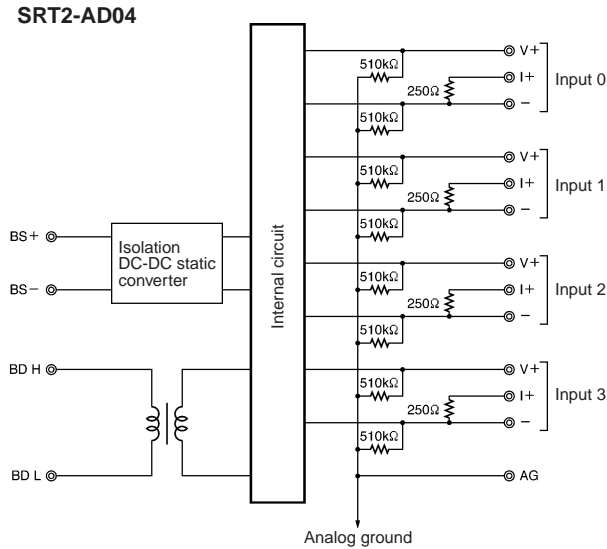 SRT2-AD04
V+
510kΩ
I+
Input 0
250Ω
−
510kΩ
V+
510kΩ
I+
Input 1
250Ω
−
510kΩ
BS+
Isolation
DC-DC static
converter
BS−
Internal circuit
V+
510kΩ
I+
Input 2
250Ω
−
510kΩ
BD H
V+
510kΩ
I+
Input 3
250Ω
−
510kΩ
BD L
AG
Analog ground